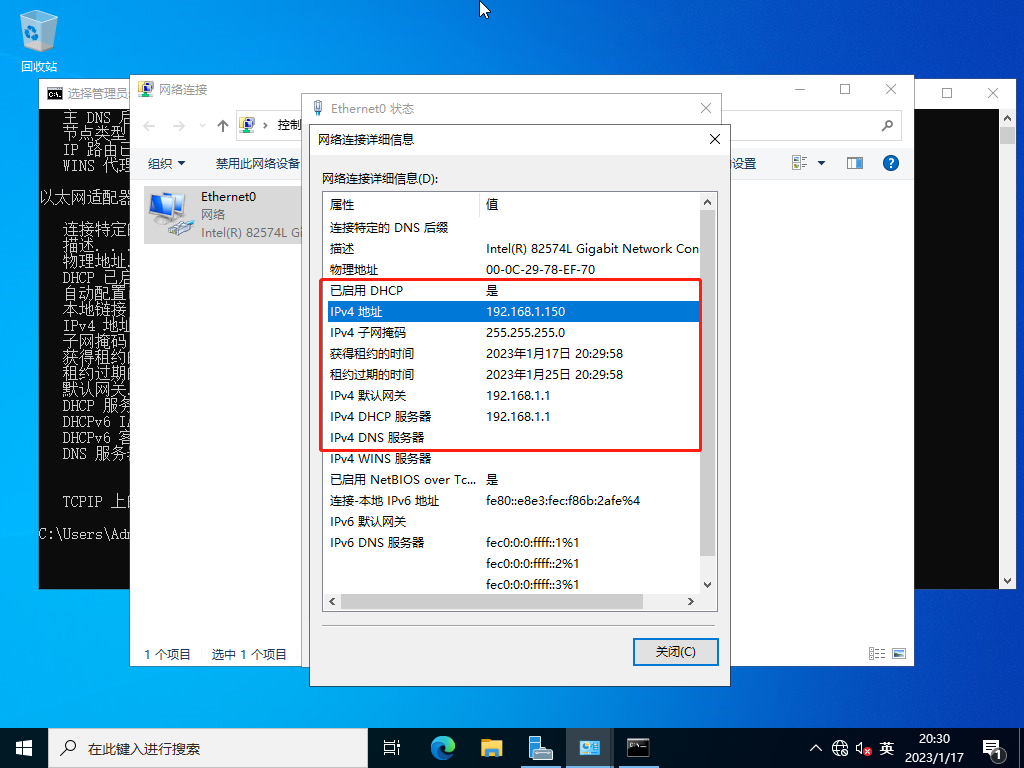 回收站
选择管理员:
主 DNS 后
节点类型
IP 路由已
WINS 代理
以太网适配器
连接特定的
描述. . .
物理地址.
DHCP 已启
自动配置
本地链接
IPv4 地址
子网掩码
获得租约的
租约过期的
默认网关.
DHCP 服务
DHCPv6 IA
DHCPv6 客
DNS 服务
TCPIP 上的
C:\Users\Adm
网络连接
控制
组织
禁用此网络设备
设置
Ethernet0
网络
Intel(R) 82574L Gi
1 个项目
选中 1 个项目
Ethernet0 状态
网络连接详细信息
网络连接详细信息(D):
属性 值
连接特定的 DNS 后缀
描述 Intel(R) 82574L Gigabit Network Con
物理地址 00-0C-29-78-EF-70
已启用 DHCP 是
IPv4 地址 192.168.1.150
IPv4 子网掩码 255.255.255.0
获得租约的时间 2023年1月17日 20:29:58
租约过期的时间 2023年1月25日 20:29:58
IPv4 默认网关 192.168.1.1
IPv4 DHCP 服务器 192.168.1.1
IPv4 DNS 服务器
IPv4 WINS 服务器
已启用 NetBIOS over Tc... 是
连接-本地 IPv6 地址 fe80::e8e3:fec:f86b:2afe%4
IPv6 默认网关
IPv6 DNS 服务器 fec0:0:0:ffff::1%1
fec0:0:0:ffff::2%1
fec0:0:0:ffff::3%1
关闭(C)
在此键入进行搜索
英
20:30
2023/1/17
1